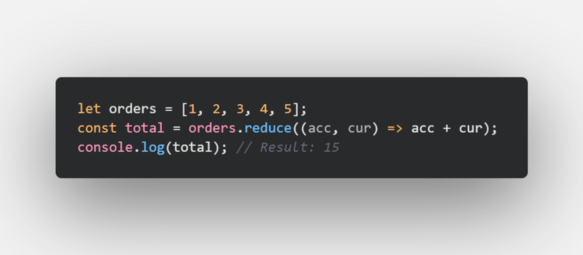 let orders = [1, 2, 3, 4, 5];
const total = orders.reduce((acc, cur) => acc + cur);
console.log(total); // Result: 15